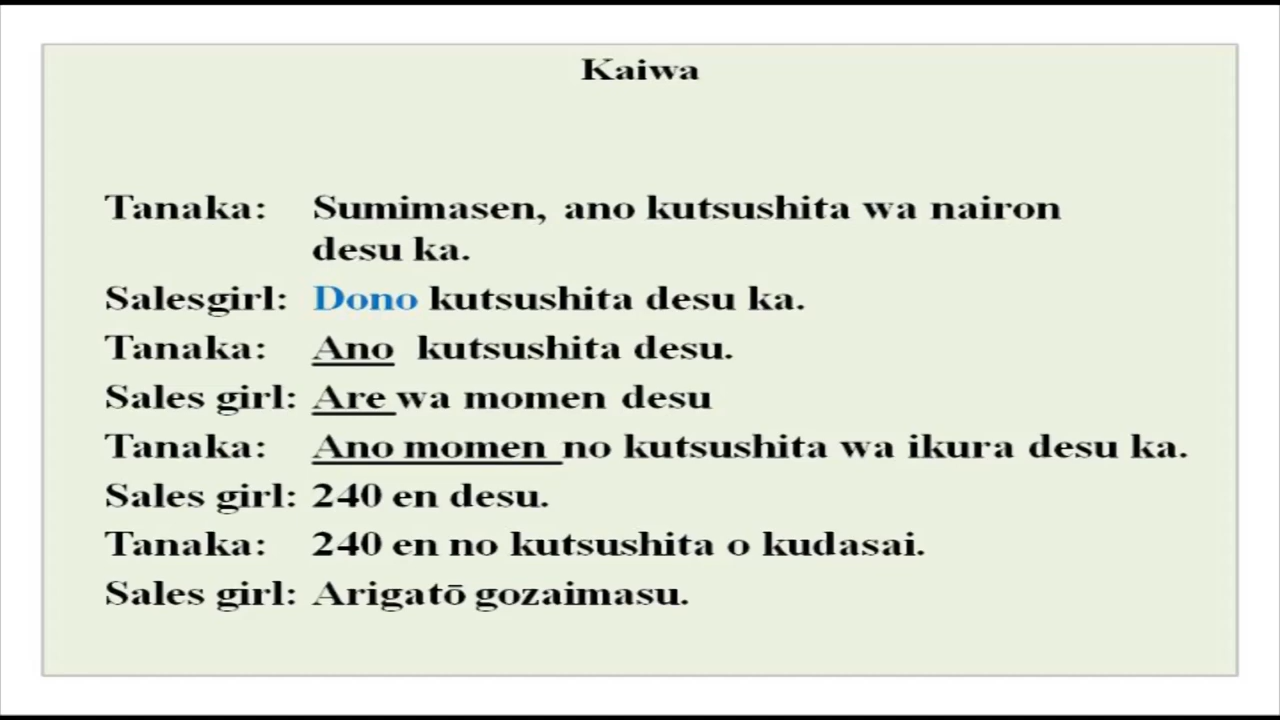 Kaiwa
Tanaka: Sumimasen, ano kutsushita wa nairon
desu ka.
Salesgirl: Dono kutsushita desu ka.
Tanaka: Ano kutsushita desu.
Sales girl: Are wa momen desu
Tanaka: Ano momen no kutsushita wa ikura desu ka.
Sales girl: 240 en desu.
Tanaka: 240 en no kutsushita o kudasai.
Sales girl: Arigatō gozaimasu.